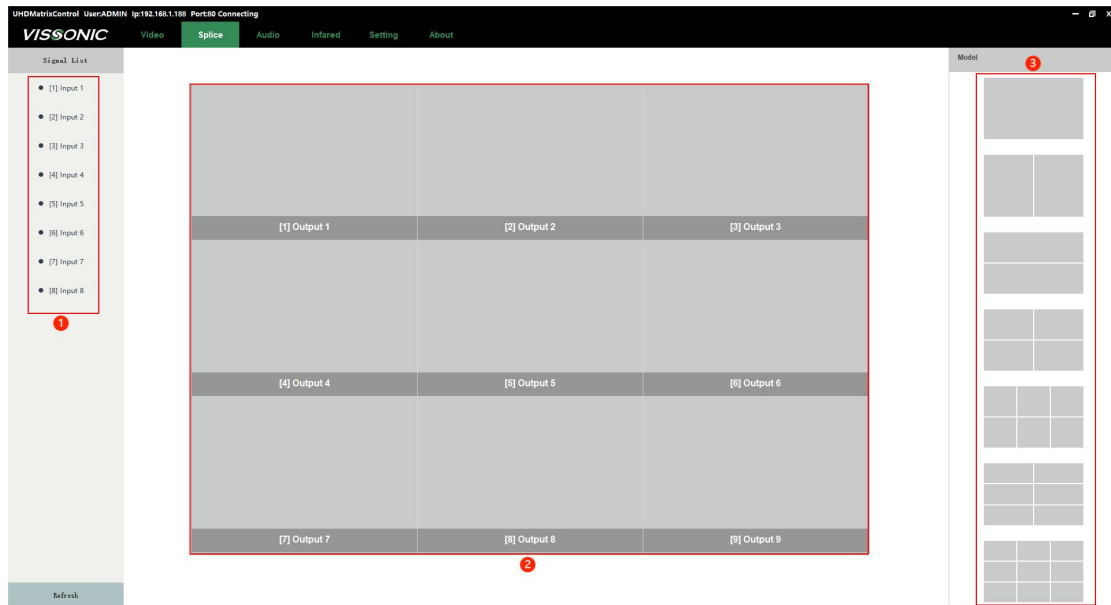 UHDMatrixControl User:ADMIN Ip:192.168.1.188 Port:80 Connecting
VISSONIC Video Splice Audio Infared Setting About
Signal List
[1] Input 1
[2] Input 2
[3] Input 3
[4] Input 4
[5] Input 5
[6] Input 6
[7] Input 7
[8] Input 8
1
Refresh
[1] Output 1 [2] Output 2 [3] Output 3
[4] Output 4 [5] Output 5 [6] Output 6
[7] Output 7 [8] Output 8 [9] Output 9
2
Model
3